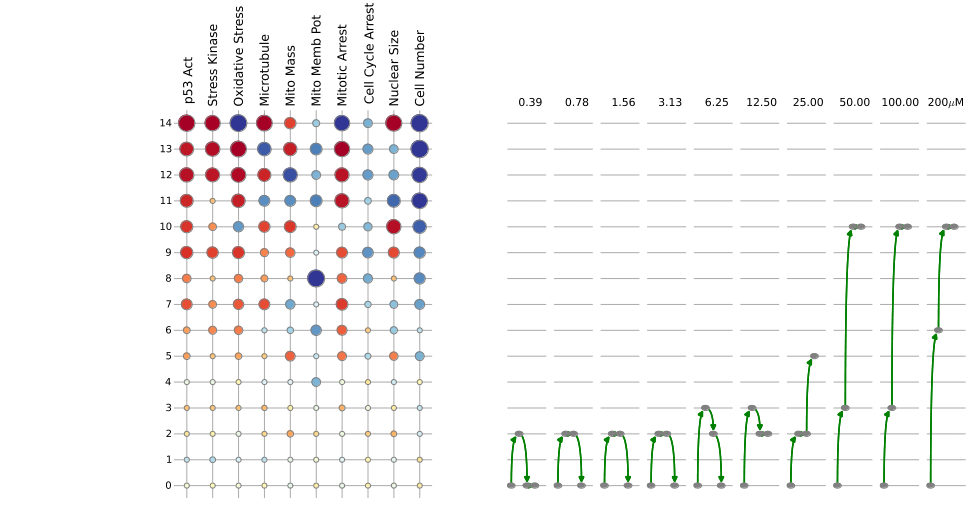 p53 Act
Stress Kinase
Oxidative Stress
Microtubule
Mito Mass
Mito Memb Pot
Mitotic Arrest
Cell Cycle Arrest
Nuclear Size
Cell Number
0.39 0.78 1.56 3.13 6.25 12.50 25.00 50.00 100.00 200μM
14
13
12
11
10
9
8
7
6
5
4
3
2
1
0